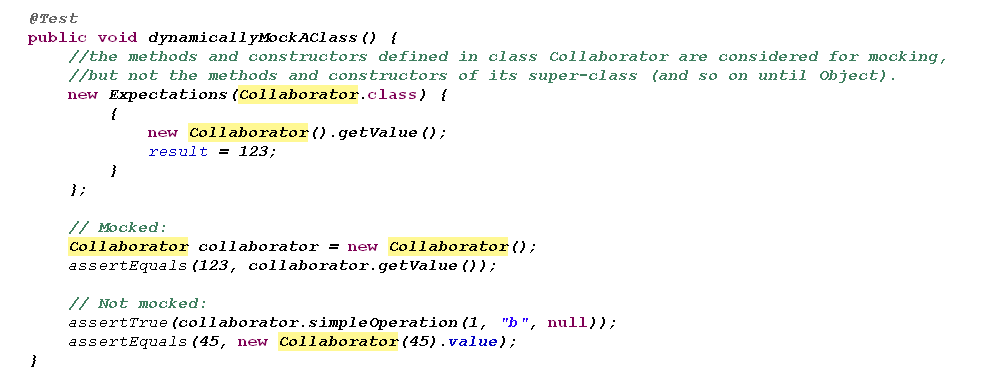 @Test
public void dynamicallyMockAClass() {
//the methods and constructors defined in class Collaborator are considered for mocking,
//but not the methods and constructors of its super-class (and so on until Object).
new Expectations(Collaborator.class) {
{
new Collaborator().getValue();
result = 123;
}
};
// Mocked:
Collaborator collaborator = new Collaborator();
assertEquals(123, collaborator.getValue());
// Not mocked:
assertTrue(collaborator.simpleOperation(1, "b", null));
assertEquals(45, new Collaborator(45).value);
}